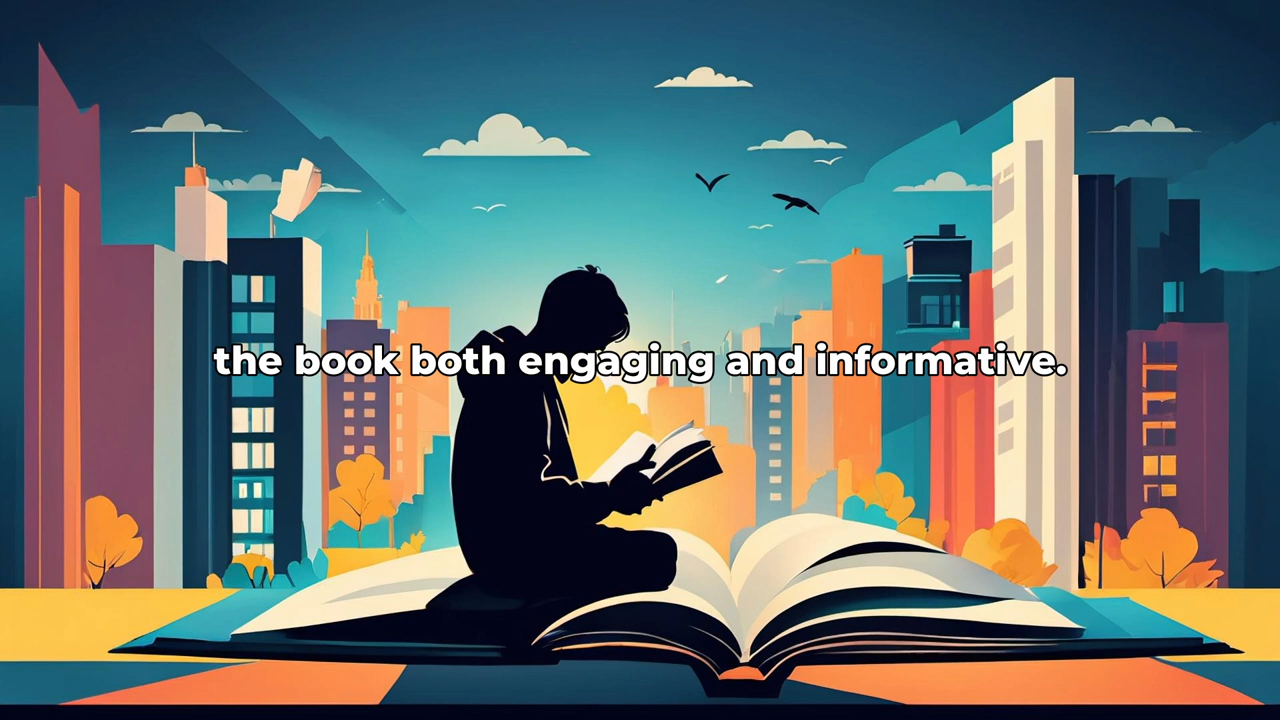 the book both engaging and informative.